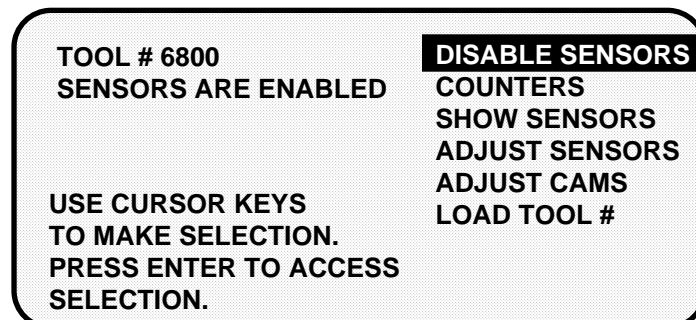 TOOL # 6800
SENSORS ARE ENABLED
USE CURSOR KEYS
TO MAKE SELECTION.
PRESS ENTER TO ACCESS
SELECTION.
DISABLE SENSORS
COUNTERS
SHOW SENSORS
ADJUST SENSORS
ADJUST CAMS
LOAD TOOL #